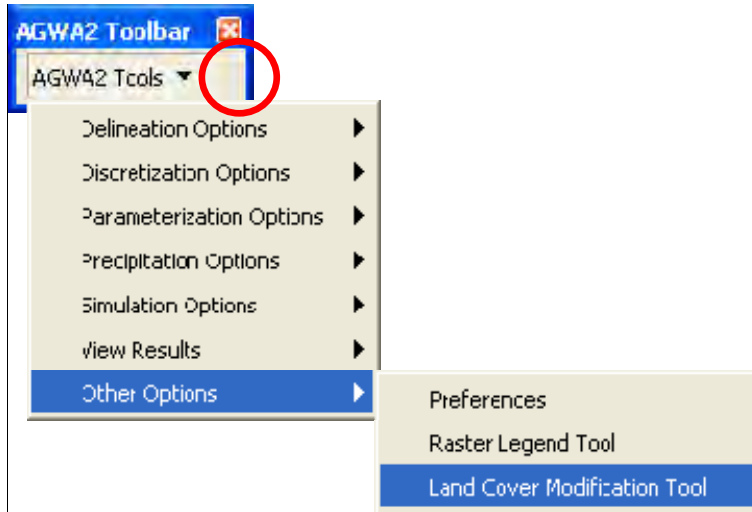 AGWA2 Toolbar
AGWA2 Tools
Delineation Options
Discretization Options
Parameterization Options
Precipitation Options
Simulation Options
View Results
Other Options
Preferences
Raster Legend Tool
Land Cover Modification Tool